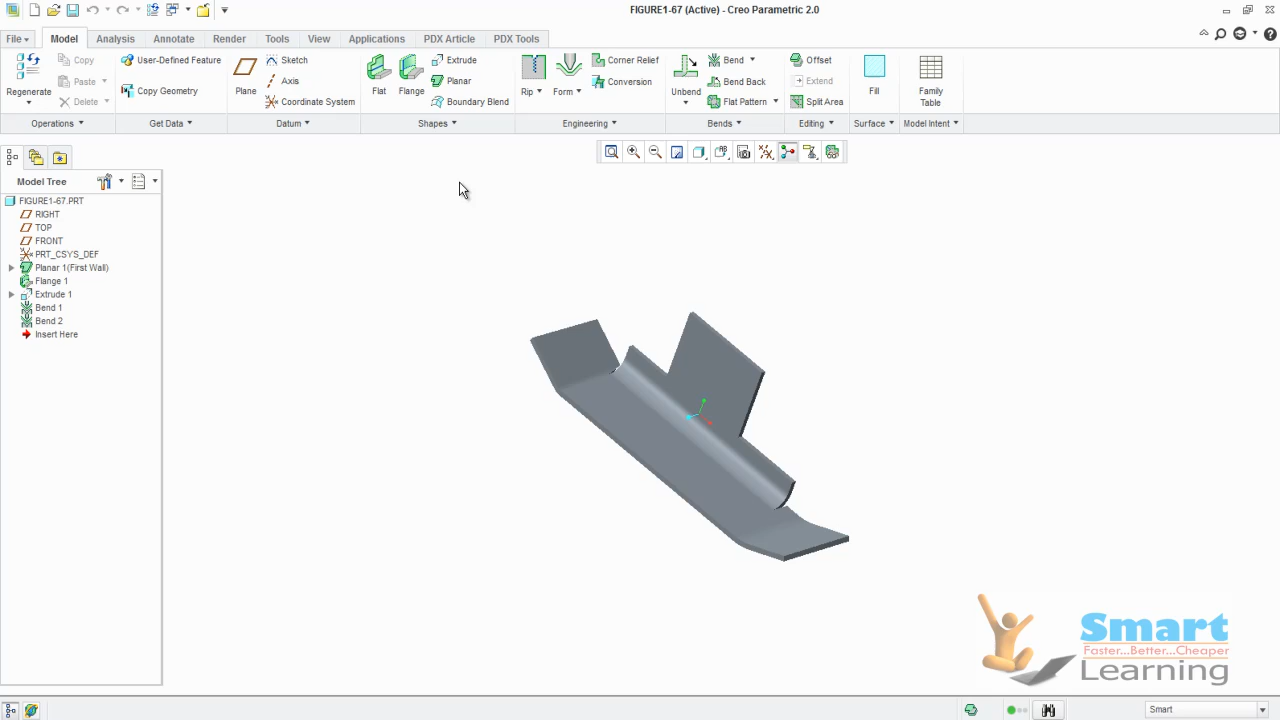 FIGURE1-67 (Active) - Creo Parametric 2.0
File Model Analysis Annotate Render Tools View Applications PDX Article PDX Tools
Regenerate
Copy
Paste
Delete
Operations
User-Defined Feature
Copy Geometry
Get Data
Plane
Sketch
Axis
Coordinate System
Datum
Flat
Flange
Extrude
Planar
Boundary Blend
Shapes
Rip
Form
Corner Relief
Conversion
Engineering
Unbend
Bend
Bend Back
Flat Pattern
Bends
Offset
Extend
Split Area
Editing
Fill
Surface
Family
Table
Model Intent
Model Tree
FIGURE1-67.PRT
RIGHT
TOP
FRONT
PRT_CSYS_DEF
Planar 1(First Wall)
Flange 1
Extrude 1
Bend 1
Bend 2
Insert Here
Smart
Faster...Better...Cheaper
Learning
Smart